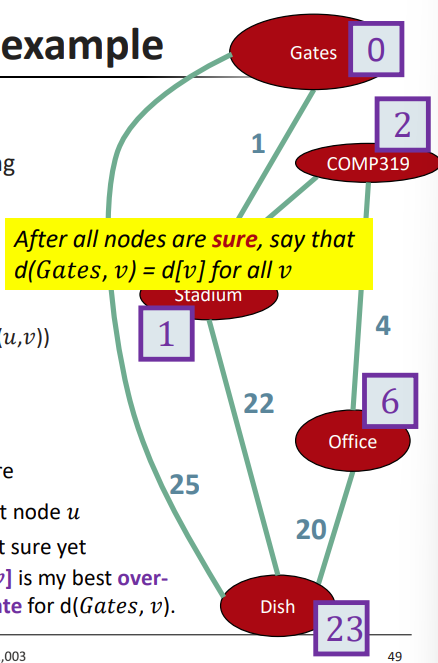 example
Gates
0
2
COMP319
1
ng
After all nodes are sure, say that
d(Gates, v) = d[v] for all v
Stadium
1
(u,v))
4
22
6
Office
25
re
t node u
20
t sure yet
v] is my best over-
ate for d(Gates, v).
Dish
23
,003
49